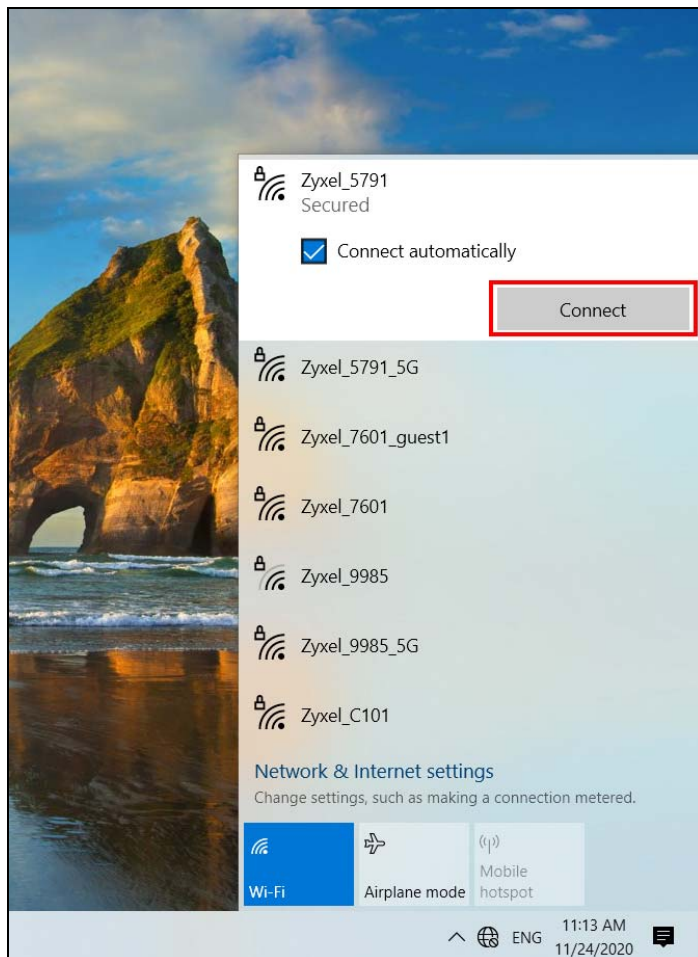 Zyxel_5791
Secured
Connect automatically
Connect
Zyxel_5791_5G
Zyxel_7601_guest1
Zyxel_7601
Zyxel_9985
Zyxel_9985_5G
Zyxel_C101
Network & Internet settings
Change settings, such as making a connection metered.
Wi-Fi
Airplane mode
Mobile
hotspot
ENG
11:13 AM
11/24/2020